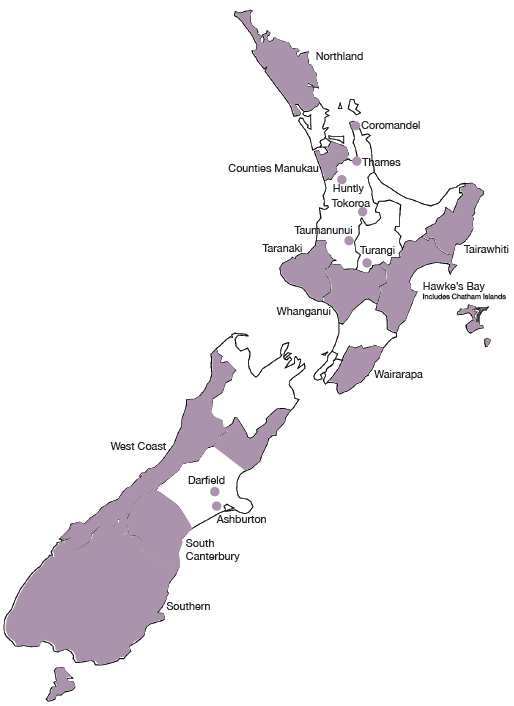 Northland
Coromandel
Counties Manukau
Thames
Huntly
Tokoroa
Taumanunui
Taranaki
Turangi
Tairawhiti
Hawke's Bay
Includes Chatham Islands
Whanganui
Wairarapa
West Coast
Darfield
Ashburton
South
Canterbury
Southern